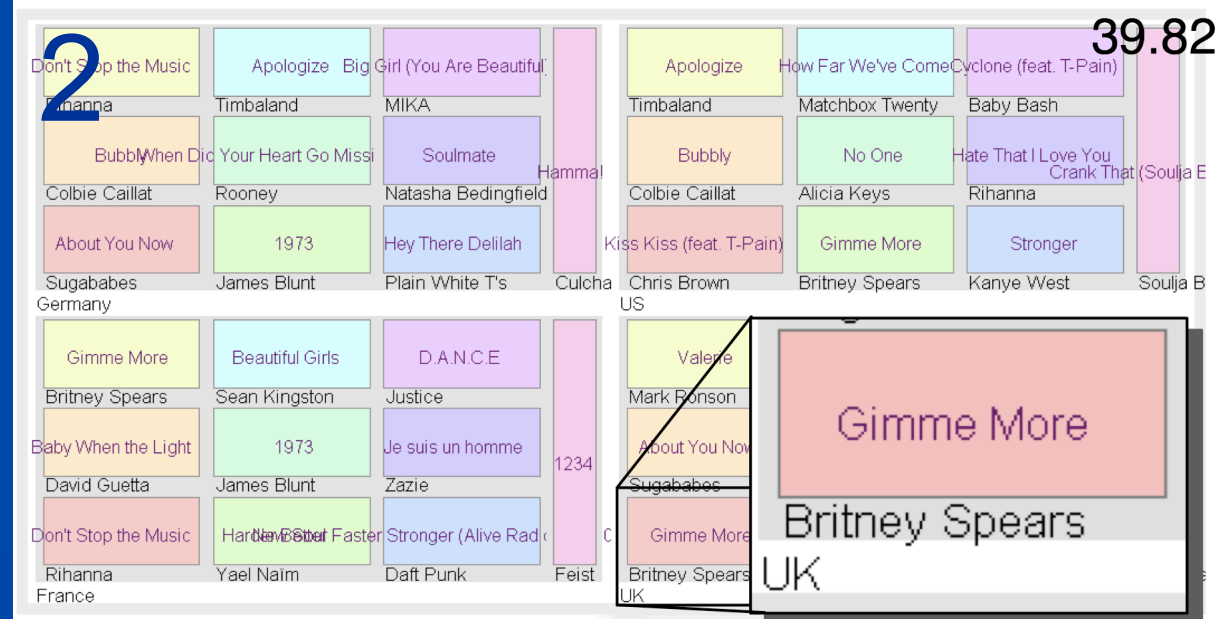 2
39.82
Don't Stop the Music
Rihanna
Apologize
Timbaland
Big Girl (You Are Beautiful)
MIKA
Bubbly
Colbie Caillat
When Did Your Heart Go Missi
Rooney
Soulmate
Natasha Bedingfield
About You Now
Sugababes
1973
James Blunt
Hey There Delilah
Plain White T's
Hamma!
Culcha
Germany
Apologize
Timbaland
How Far We've Come
Matchbox Twenty
Cyclone (feat. T-Pain)
Baby Bash
Bubbly
Colbie Caillat
No One
Alicia Keys
Hate That I Love You
Rihanna
Kiss Kiss (feat. T-Pain)
Chris Brown
Gimme More
Britney Spears
Stronger
Kanye West
Crank That (Soulja
Soulja B
US
Gimme More
Britney Spears
Beautiful Girls
Sean Kingston
D.A.N.C.E
Justice
Baby When the Light
David Guetta
1973
James Blunt
Je suis un homme
Zazie
Don't Stop the Music
Rihanna
New Soul
Yael Naïm
Harder Better Faster Stronger (Alive Rad
Daft Punk
1234
Feist
France
Valerie
Mark Ronson
About You Now
Sugababes
Gimme More
Britney Spears
UK
Gimme More
Britney Spears
UK